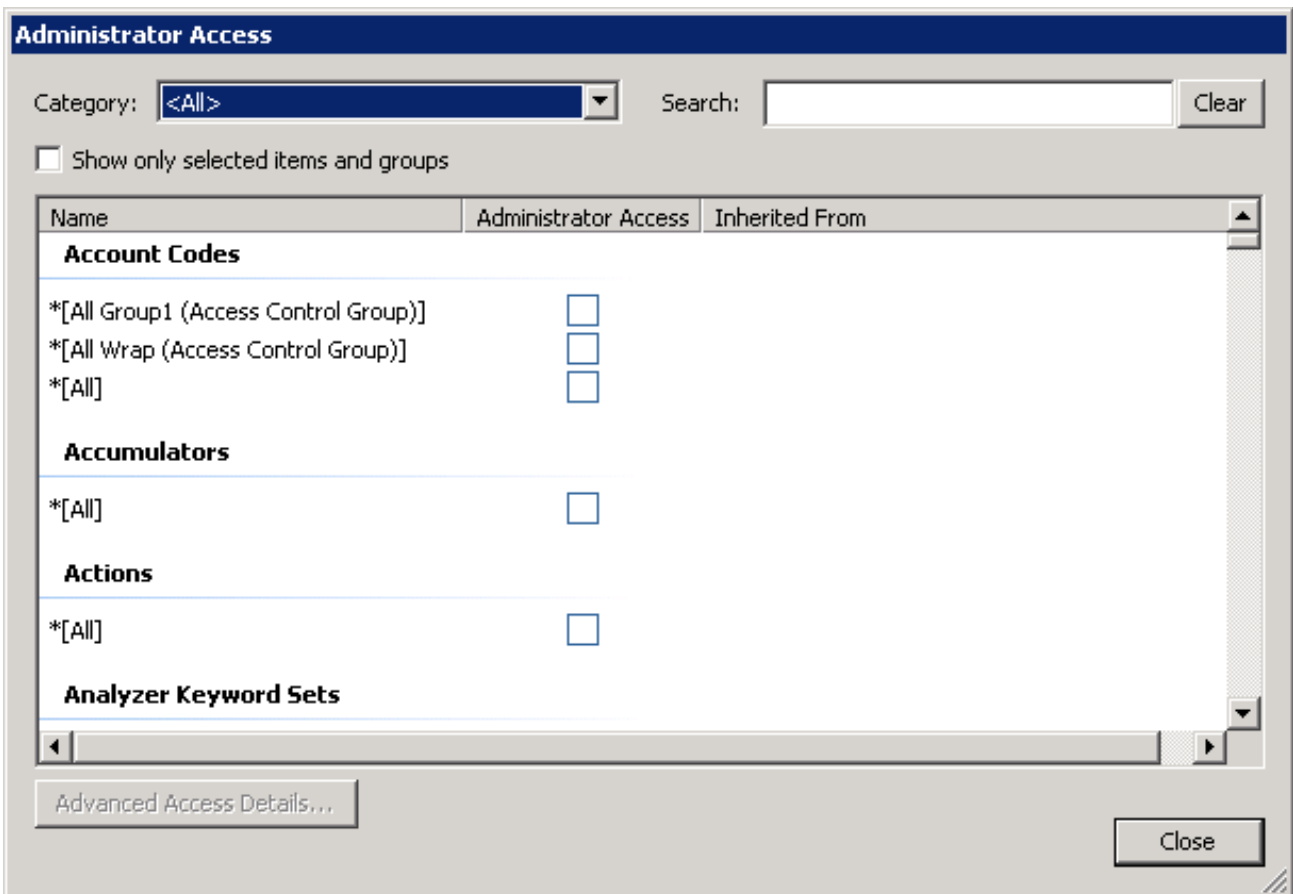 Administrator Access
Category: <All> Search: Clear
Show only selected items and groups
Name Administrator Access Inherited From
Account Codes
*[All Group1 (Access Control Group)]
*[All Wrap (Access Control Group)]
*[All]
Accumulators
*[All]
Actions
*[All]
Analyzer Keyword Sets
Advanced Access Details...
Close